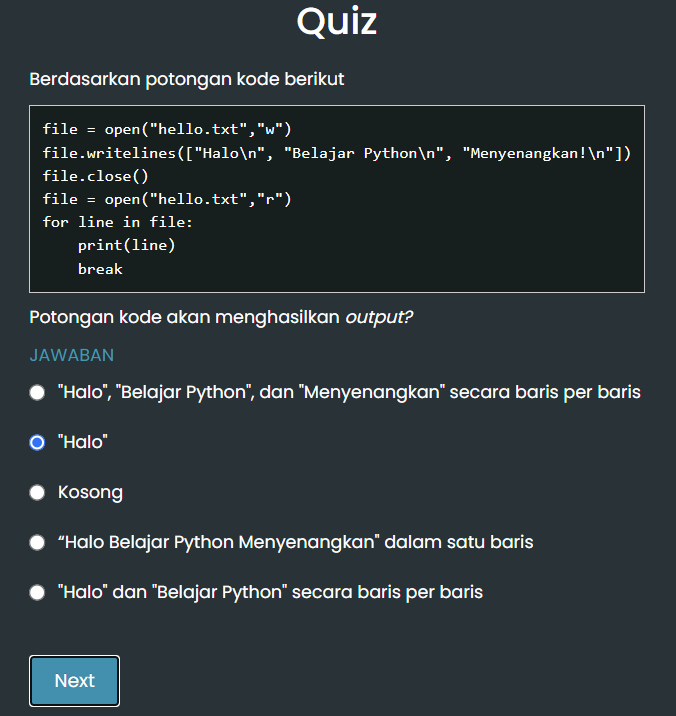 Quiz
Berdasarkan potongan kode berikut
file = open("hello.txt","w")
file.writelines(["Halo\n", "Belajar Python\n", "Menyenangkan!\n"])
file.close()
file = open("hello.txt","r")
for line in file:
    print(line)
    break
Potongan kode akan menghasilkan output?
JAWABAN
"Halo", "Belajar Python", dan "Menyenangkan" secara baris per baris
"Halo"
Kosong
“Halo Belajar Python Menyenangkan" dalam satu baris
"Halo" dan "Belajar Python" secara baris per baris
Next